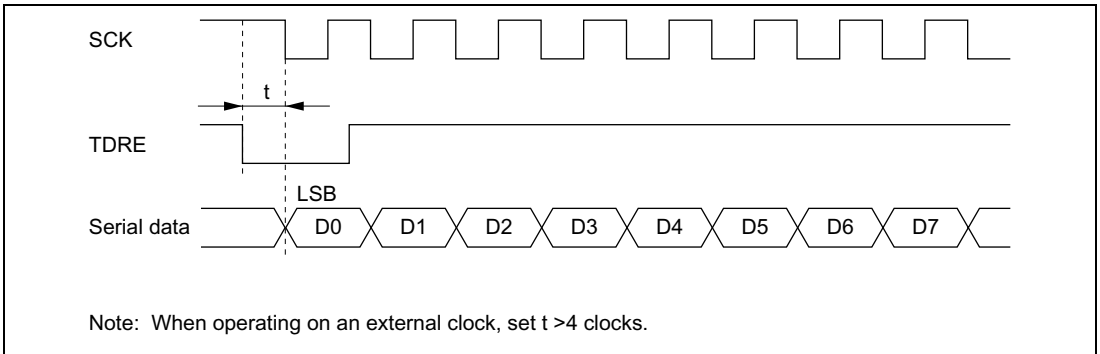 SCK
t
TDRE
LSB
Serial data D0 D1 D2 D3 D4 D5 D6 D7
Note: When operating on an external clock, set t >4 clocks.